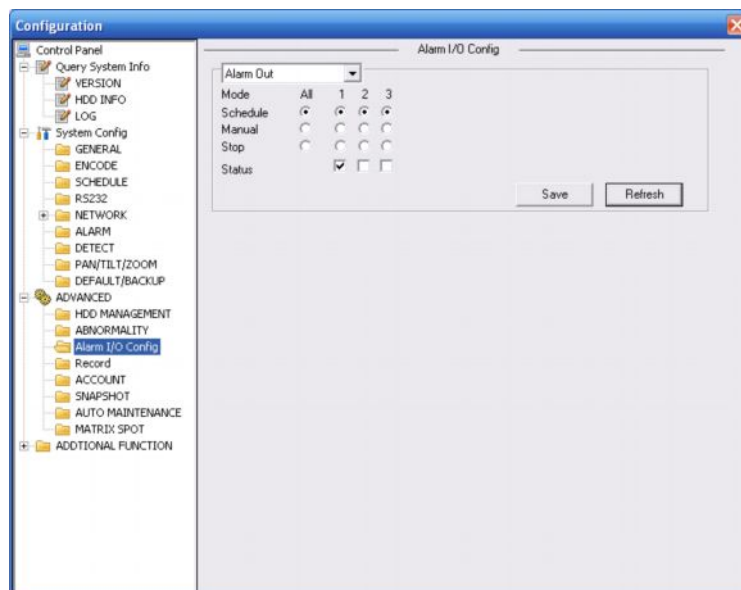 Configuration
Control Panel
Query System Info
VERSION
HDD INFO
LOG
System Config
GENERAL
ENCODE
SCHEDULE
RS232
NETWORK
ALARM
DETECT
PAN/TILT/ZOOM
DEFAULT/BACKUP
ADVANCED
HDD MANAGEMENT
ABNORMALITY
Alarm I/O Config
Record
ACCOUNT
SNAPSHOT
AUTO MAINTENANCE
MATRIX SPOT
ADDTIONAL FUNCTION
Alarm I/O Config
Alarm Out
Mode All 1 2 3
Schedule
Manual
Stop
Status
Save Refresh